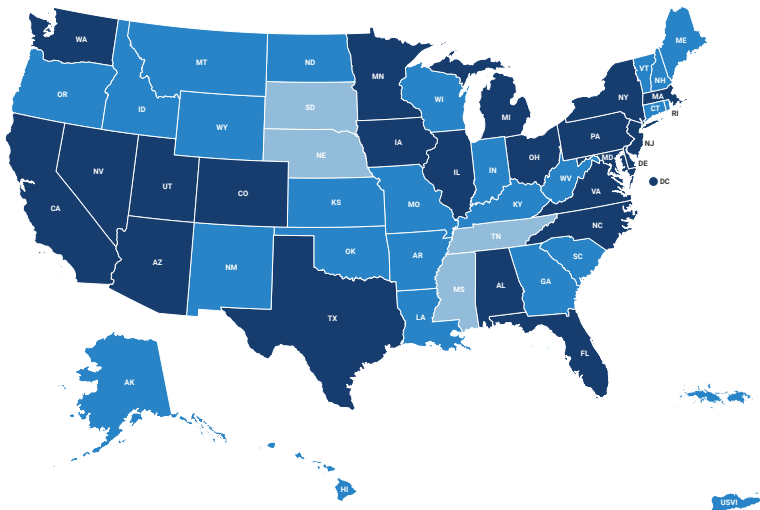 WA
MT
ND
MN
ME
OR
ID
WY
SD
WI
MI
VT
NH
NY
MA
CT
RI
NV
UT
CO
NE
IA
IL
IN
OH
PA
NJ
MD
DE
DC
CA
AZ
NM
KS
MO
KY
WV
VA
OK
AR
TN
NC
SC
TX
LA
MS
AL
GA
FL
AK
HI
USVI